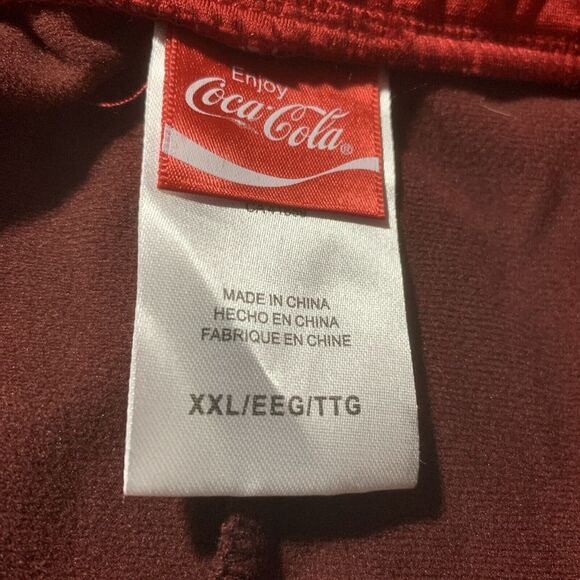 Enjoy
Coca-Cola®
MADE IN CHINA
HECHO EN CHINA
FABRIQUE EN CHINE
XXL/EEG/TTG